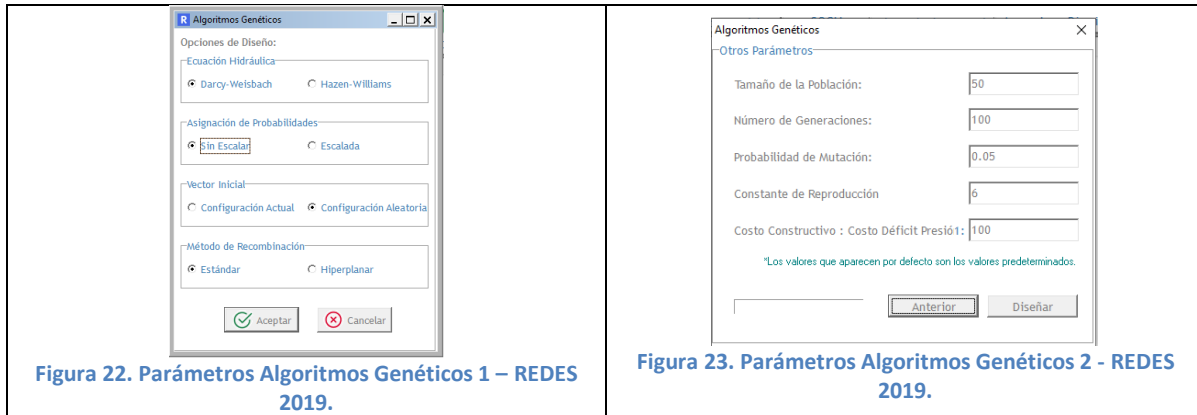 Algoritmos Genéticos
Opciones de Diseño:
Ecuación Hidráulica
Darcy-Weisbach Hazen-Williams
Asignación de Probabilidades
Sin Escalar Escalada
Vector Inicial
Configuración Actual Configuración Aleatoria
Método de Recombinación
Estándar Hiperplanar
Aceptar Cancelar
Figura 22. Parámetros Algoritmos Genéticos 1 – REDES
2019.
Algoritmos Genéticos
Otros Parámetros
Tamaño de la Población: 50
Número de Generaciones: 100
Probabilidad de Mutación: 0.05
Constante de Reproducción 6
Costo Constructivo : Costo Déficit Presió1: 100
*Los valores que aparecen por defecto son los valores predeterminados.
Anterior Diseñar
Figura 23. Parámetros Algoritmos Genéticos 2 - REDES
2019.